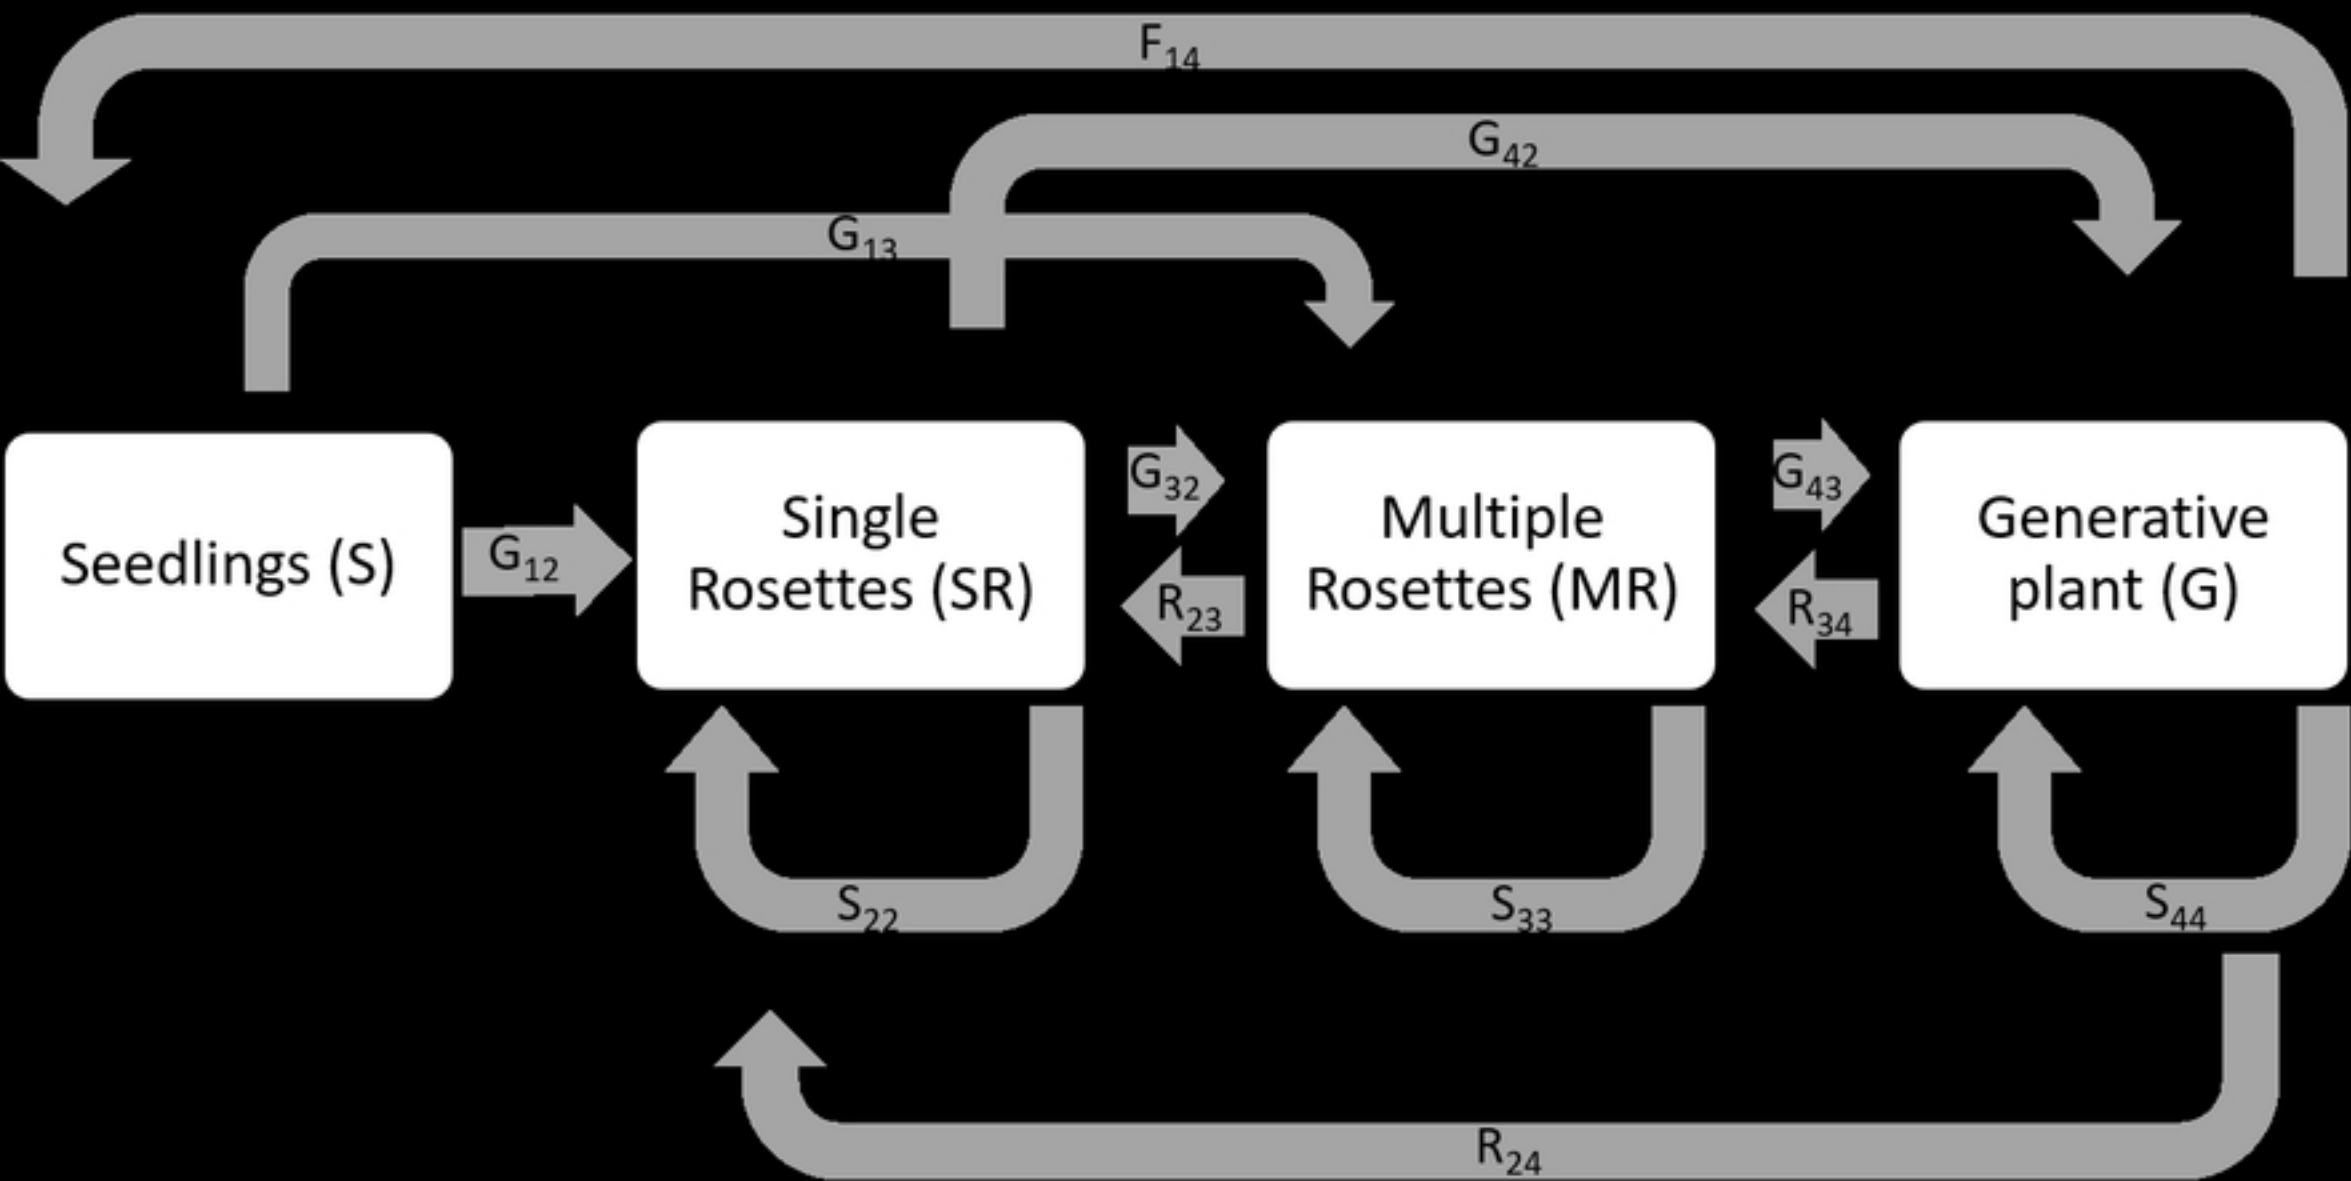 F₁₄
G₄₂
G₁₃
Seedlings (S)
G₁₂
Single
Rosettes (SR)
G₃₂
R₂₃
Multiple
Rosettes (MR)
G₄₃
R₃₄
Generative
plant (G)
S₂₂
S₃₃
S₄₄
R₂₄